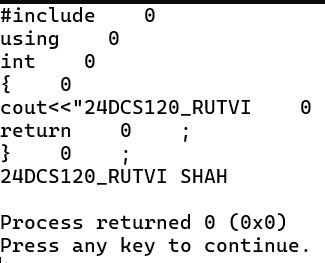 #include    0
using    0
int    0
{    0
cout<<"24DCS120_RUTVI    0
return    0    ;
}    0    ;
24DCS120_RUTVI SHAH

Process returned 0 (0x0)
Press any key to continue.